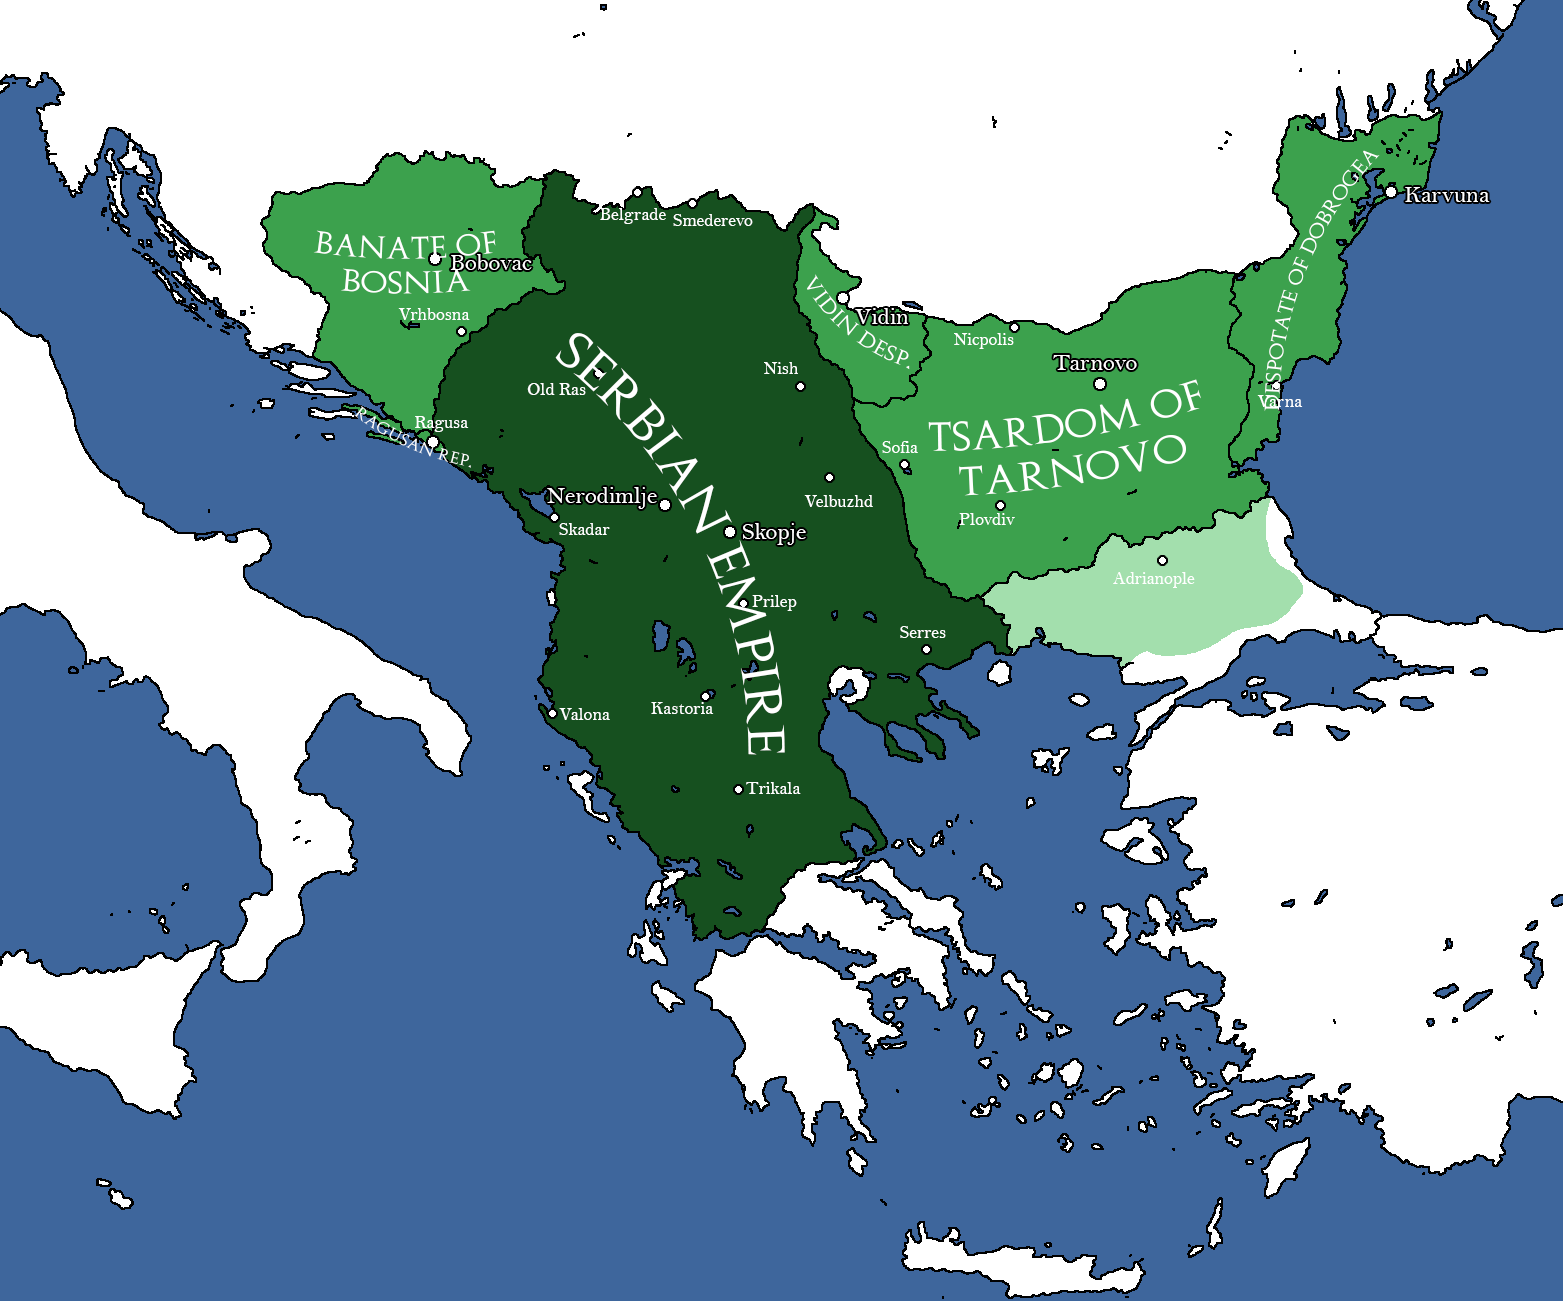 Belgrade
Smederevo
Karvuna
BANATE OF
BOSNIA
Bobovac
DESPOTATE OF DOBROGEA
Vrhbosna
VIDIN DESP.
Vidin
Nicpolis
Tarnovo
Nish
Old Ras
SERBIAN EMPIRE
Varna
TSARDOM OF
TARNOVO
Ragusa
RAGUSAN REP.
Sofia
Nerodimlje
Velbuzhd
Plovdiv
Skadar
Skopje
Adrianople
Prilep
Serres
Kastoria
Valona
Trikala